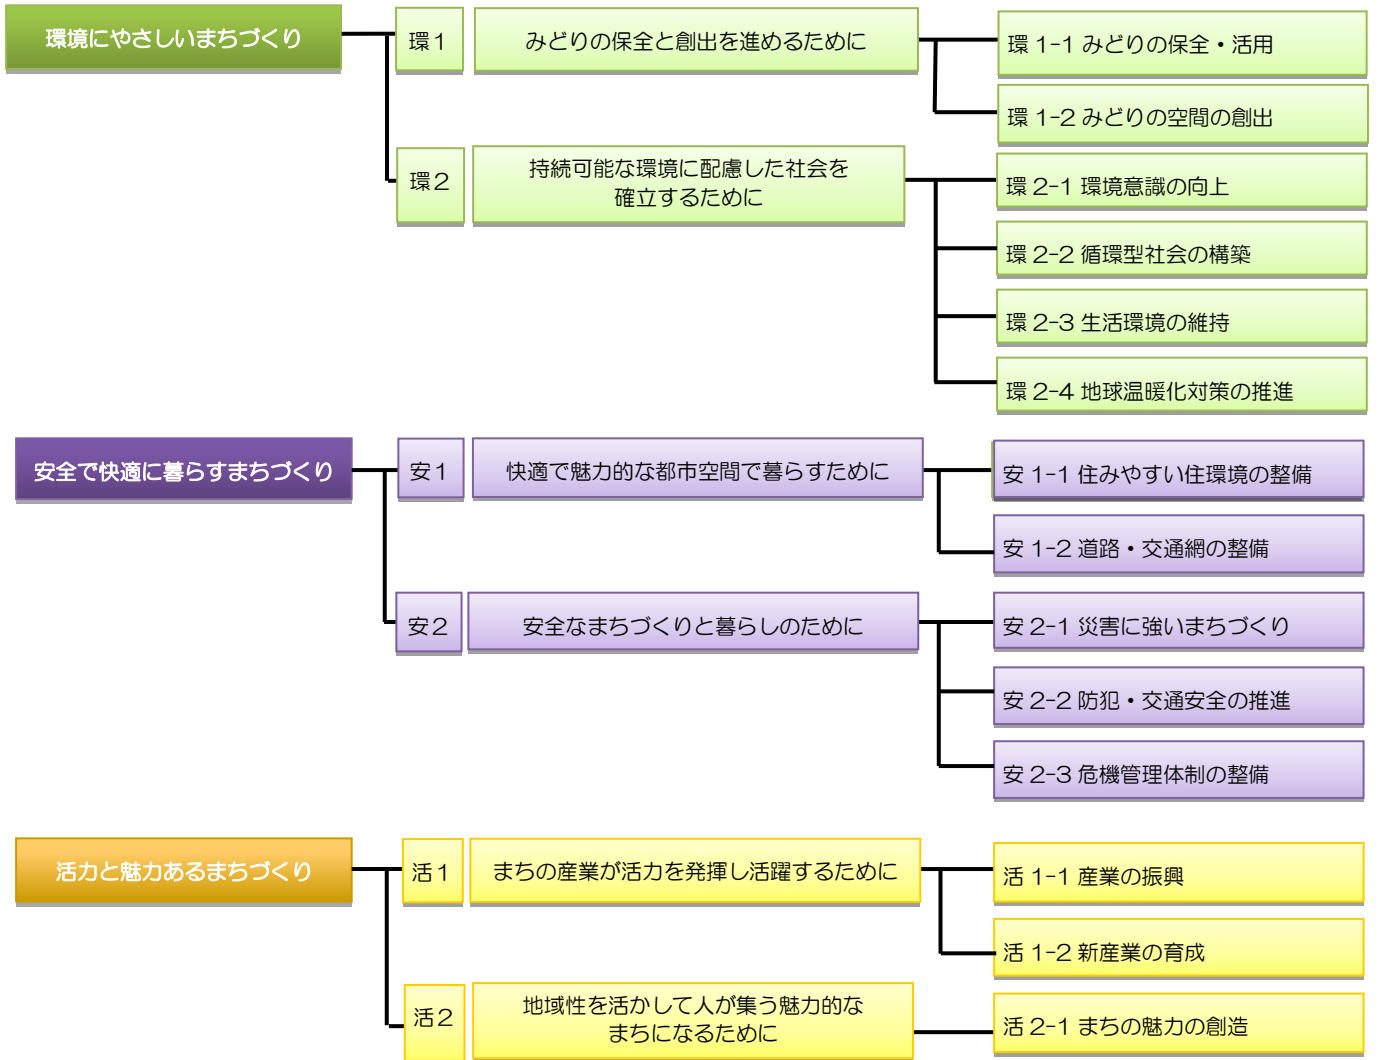 環境にやさしいまちづくり
環1
みどりの保全と創出を進めるために
環 1-1 みどりの保全・活用
環 1-2 みどりの空間の創出
環2
持続可能な環境に配慮した社会を
確立するために
環 2-1 環境意識の向上
環 2-2 循環型社会の構築
環 2-3 生活環境の維持
環 2-4 地球温暖化対策の推進
安全で快適に暮らすまちづくり
安1
快適で魅力的な都市空間で暮らすために
安 1-1 住みやすい住環境の整備
安 1-2 道路・交通網の整備
安2
安全なまちづくりと暮らしのために
安 2-1 災害に強いまちづくり
安 2-2 防犯・交通安全の推進
安 2-3 危機管理体制の整備
活力と魅力あるまちづくり
活1
まちの産業が活力を発揮し活躍するために
活 1-1 産業の振興
活 1-2 新産業の育成
活2
地域性を活かして人が集う魅力的な
まちになるために
活 2-1 まちの魅力の創造